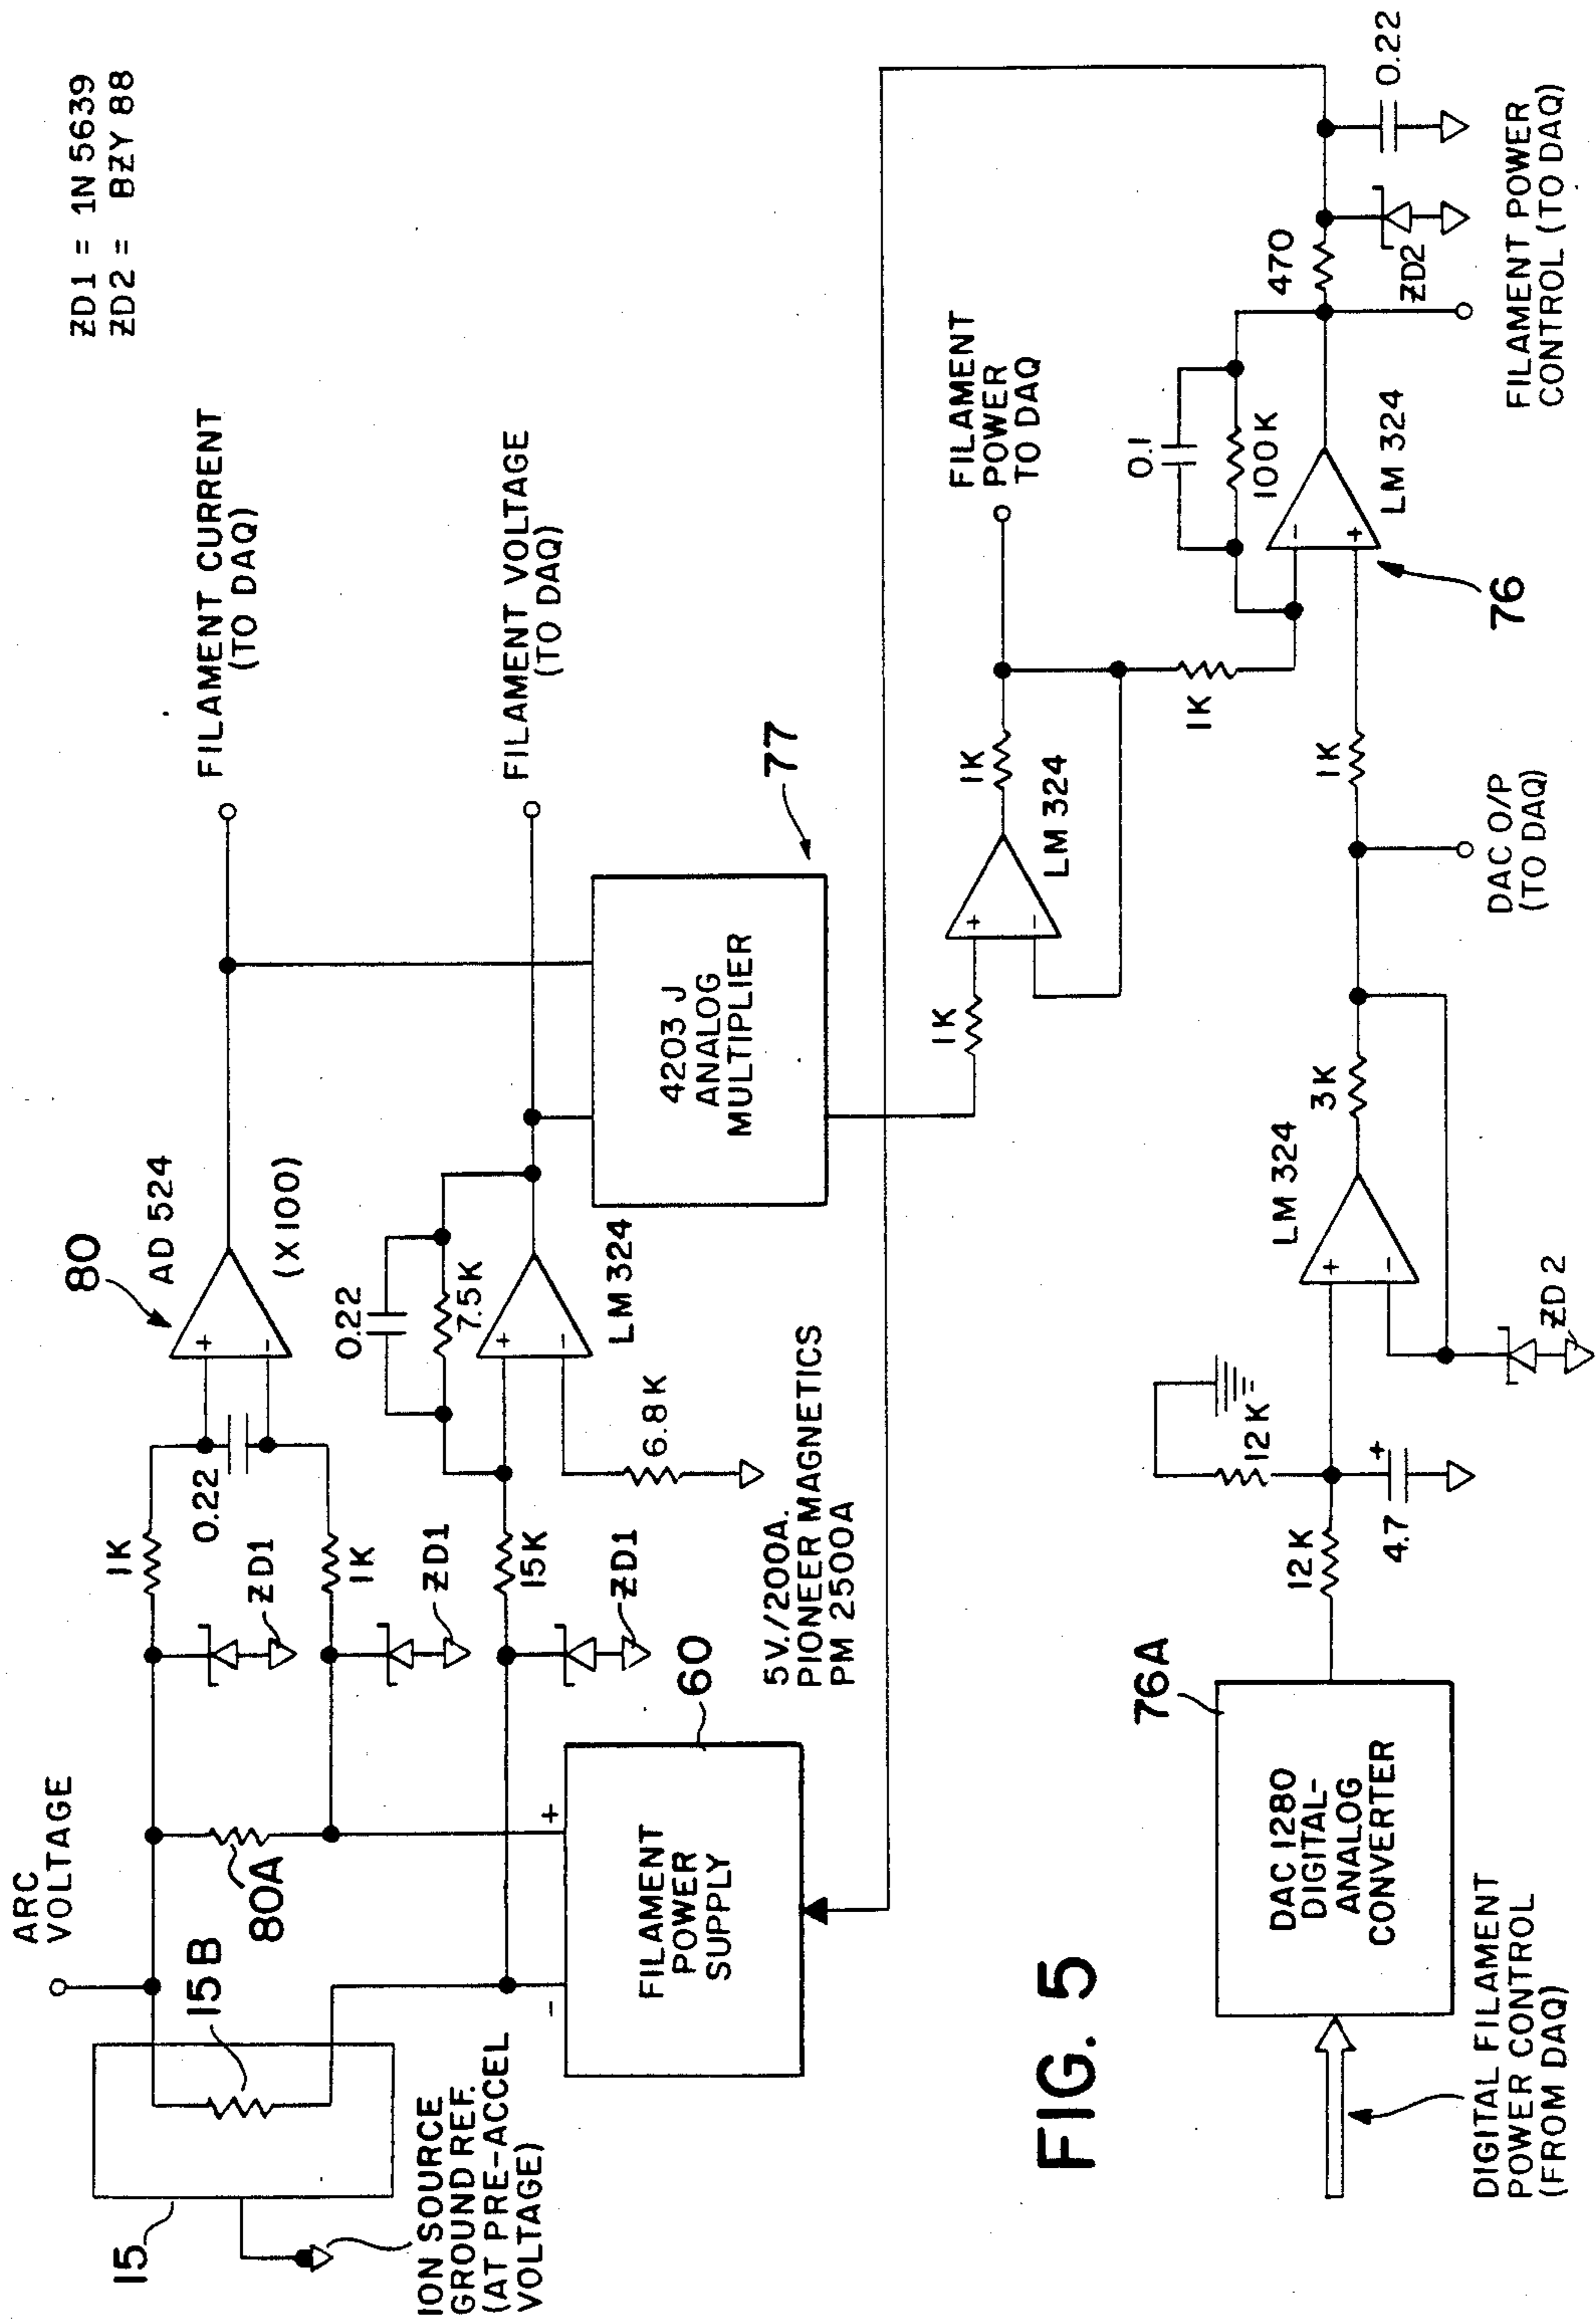 ZD1 = 1N 5639
ZD2 = BZY 88
ARC
VOLTAGE
15
15B
80A
ION SOURCE
GROUND REF.
(AT PRE-ACCEL
VOLTAGE)
1K
ZD1
0.22
1K
ZD1
80
AD 524
(X100)
FILAMENT CURRENT
(TO DAQ)
15K
ZD1
0.22
7.5K
+
-
+
-
6.8K
LM 324
FILAMENT VOLTAGE
(TO DAQ)
-
+
FILAMENT
POWER
SUPPLY
60
5V./200A.
PIONEER MAGNETICS
PM 2500A
4203 J
ANALOG
MULTIPLIER
77
1K
+
-
LM 324
1K
FILAMENT
POWER
TO DAQ
1K
0.1
100K
-
+
LM 324
76
470
ZD2
0.22
FILAMENT POWER
CONTROL (TO DAQ)
FIG. 5
DIGITAL FILAMENT
POWER CONTROL
(FROM DAQ)
DAC 1280
DIGITAL-
ANALOG
CONVERTER
76A
12K
12K
4.7
+
+
-
LM 324
ZD 2
3K
DAC O/P
(TO DAQ)
1K